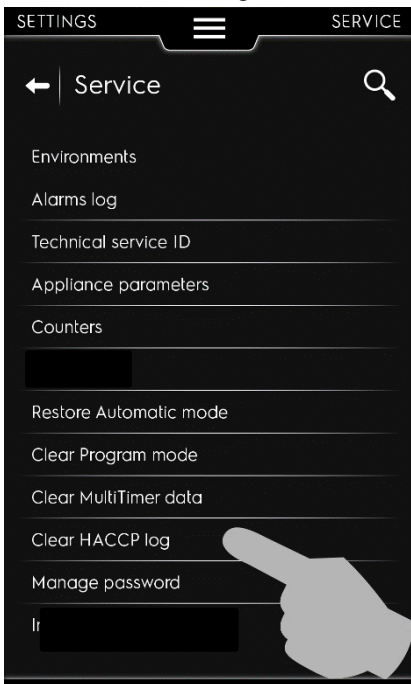 SETTINGS
SERVICE
Service
Environments
Alarms log
Technical service ID
Appliance parameters
Counters
Restore Automatic mode
Clear Program mode
Clear MultiTimer data
Clear HACCP log
Manage password